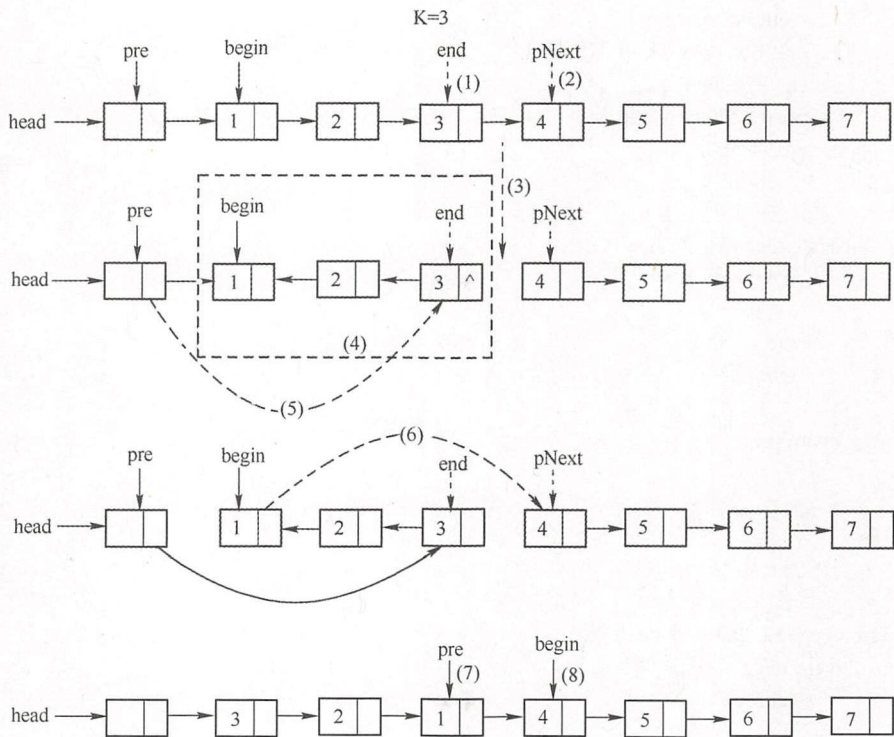 K=3
pre begin end (1) pNext (2)
head 1 2 3 4 5 6 7
(3)
pre begin end pNext
head 1 2 3 ^ 4 5 6 7
(4)
(5)
(6)
pre begin end pNext
head 1 2 3 4 5 6 7
pre (7) begin (8)
head 3 2 1 4 5 6 7